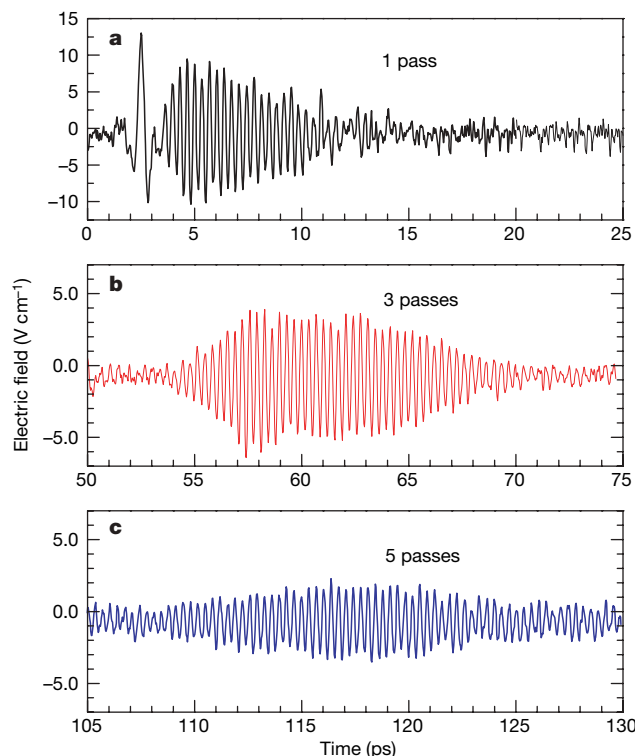 a
1 pass
15
10
5
0
−5
−10
0 5 10 15 20 25
b
3 passes
5.0
0.0
−5.0
50 55 60 65 70 75
Electric field (V cm−1)
c
5 passes
5.0
0.0
−5.0
105 110 115 120 125 130
Time (ps)